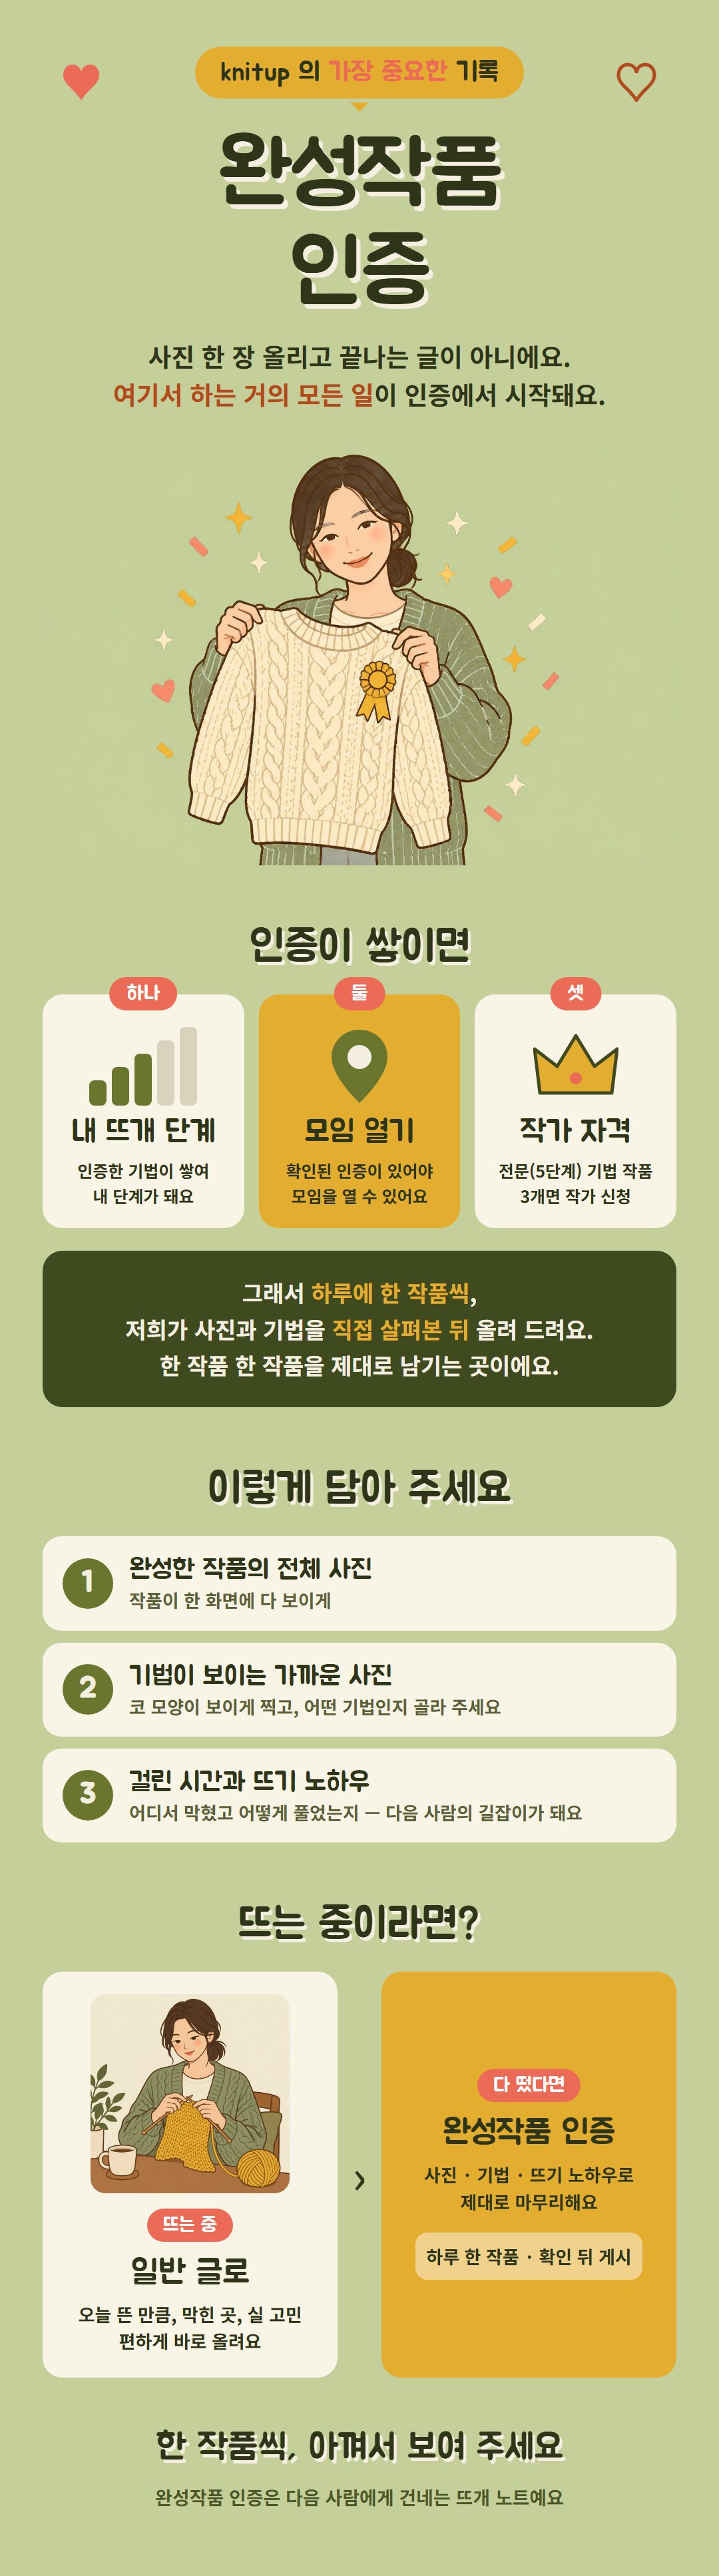 knitup 의 가장 중요한 기록
완성작품
인증
사진 한 장 올리고 끝나는 글이 아니에요.
여기서 하는 거의 모든 일이 인증에서 시작돼요.
인증이 쌓이면
하나
내 뜨개 단계
인증한 기법이 쌓여
내 단계가 돼요
둘
모임 열기
확인된 인증이 있어야
모임을 열 수 있어요
셋
작가 자격
전문(5단계) 기법 작품
3개면 작가 신청
그래서 하루에 한 작품씩,
저희가 사진과 기법을 직접 살펴본 뒤 올려 드려요.
한 작품 한 작품을 제대로 남기는 곳이에요.
이렇게 담아 주세요
1
완성한 작품의 전체 사진
작품이 한 화면에 다 보이게
2
기법이 보이는 가까운 사진
코 모양이 보이게 찍고, 어떤 기법인지 골라 주세요
3
걸린 시간과 뜨기 노하우
어디서 막혔고 어떻게 풀었는지 — 다음 사람의 길잡이가 돼요
뜨는 중이라면?
뜨는 중
일반 글로
오늘 뜬 만큼, 막힌 곳, 실 고민
편하게 바로 올려요
›
다 떴다면
완성작품 인증
사진 · 기법 · 뜨기 노하우로
제대로 마무리해요
하루 한 작품 · 확인 뒤 게시
한 작품씩, 아껴서 보여 주세요
완성작품 인증은 다음 사람에게 건네는 뜨개 노트예요